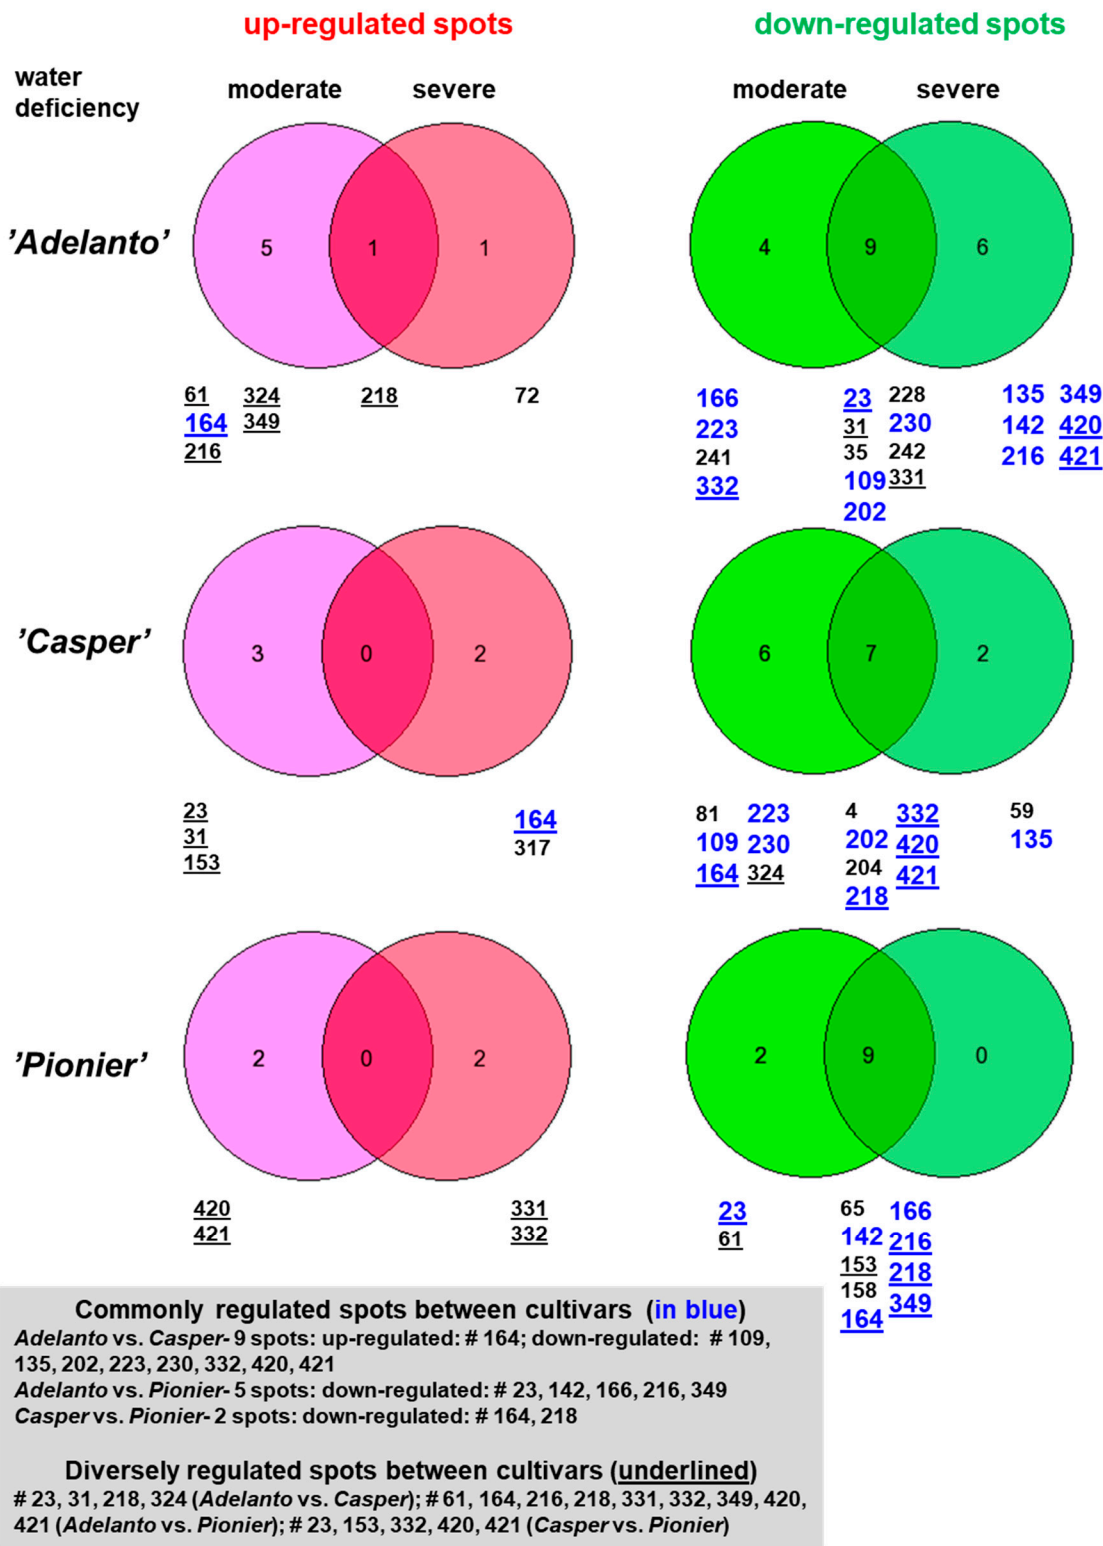 up-regulated spots down-regulated spots
water
deficiency
moderate severe moderate severe
'Adelanto' 5 1 1 4 9 6
61 324 218 72 166 23 228 135 349
164 349 223 31 230 142 420
216 241 35 242 216 421
332 109 331
202
'Casper' 3 0 2 6 7 2
23 164 81 223 4 332 59
31 317 109 230 202 420 135
153 164 324 204 421
218
'Pionier' 2 0 2 2 9 0
420 331 23 65 166
421 332 61 142 216
153 218
158 349
164
Commonly regulated spots between cultivars (in blue)
Adelanto vs. Casper- 9 spots: up-regulated: # 164; down-regulated: # 109,
135, 202, 223, 230, 332, 420, 421
Adelanto vs. Pionier- 5 spots: down-regulated: # 23, 142, 166, 216, 349
Casper vs. Pionier- 2 spots: down-regulated: # 164, 218
Diversely regulated spots between cultivars (underlined)
# 23, 31, 218, 324 (Adelanto vs. Casper); # 61, 164, 216, 218, 331, 332, 349, 420,
421 (Adelanto vs. Pionier); # 23, 153, 332, 420, 421 (Casper vs. Pionier)